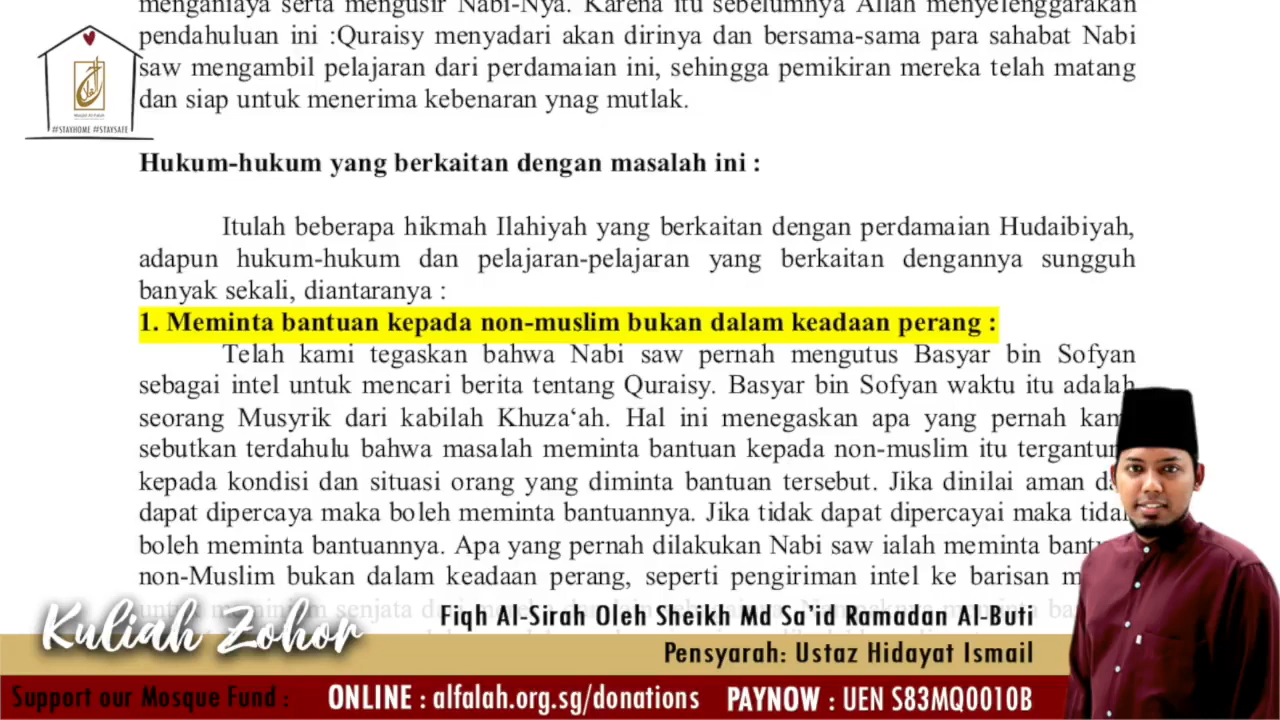 menganiaya serta mengusir Nabi-Nya. Karena itu sebelumnya Allah menyelenggarakan
pendahuluan ini :Quraisy menyadari akan dirinya dan bersama-sama para sahabat Nabi
saw mengambil pelajaran dari perdamaian ini, sehingga pemikiran mereka telah matang
dan siap untuk menerima kebenaran ynag mutlak.
#STAYHOME #STAYSAFE
Hukum-hukum yang berkaitan dengan masalah ini :
Itulah beberapa hikmah Ilahiyah yang berkaitan dengan perdamaian Hudaibiyah,
adapun hukum-hukum dan pelajaran-pelajaran yang berkaitan dengannya sungguh
banyak sekali, diantaranya :
1. Meminta bantuan kepada non-muslim bukan dalam keadaan perang :
Telah kami tegaskan bahwa Nabi saw pernah mengutus Basyar bin Sofyan
sebagai intel untuk mencari berita tentang Quraisy. Basyar bin Sofyan waktu itu adalah
seorang Musyrik dari kabilah Khuza‘ah. Hal ini menegaskan apa yang pernah kam
sebutkan terdahulu bahwa masalah meminta bantuan kepada non-muslim itu tergantun
kepada kondisi dan situasi orang yang diminta bantuan tersebut. Jika dinilai aman da
dapat dipercaya maka boleh meminta bantuannya. Jika tidak dapat dipercayai maka tida
boleh meminta bantuannya. Apa yang pernah dilakukan Nabi saw ialah meminta bantu
non-Muslim bukan dalam keadaan perang, seperti pengiriman intel ke barisan m
Kuliah Zohor
Fiqh Al-Sirah Oleh Sheikh Md Sa'id Ramadan Al-Buti
Pensyarah: Ustaz Hidayat Ismail
Support our Mosque Fund : ONLINE : alfalah.org.sg/donations PAYNOW : UEN S83MQ0010B